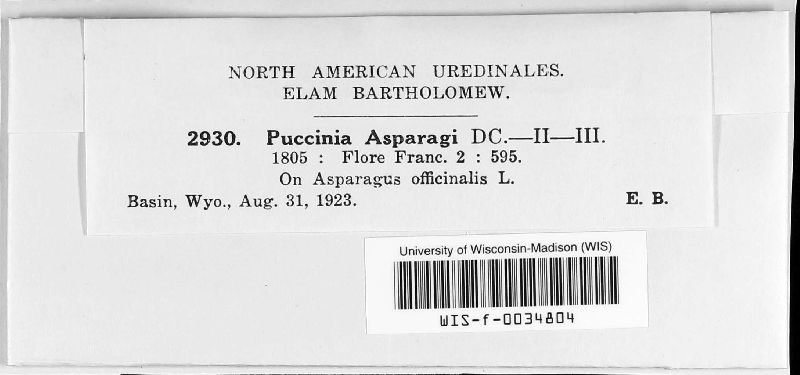 NORTH AMERICAN UREDINALES.
ELAM BARTHOLOMEW.
2930. Puccinia Asparagi DC.—II—III.
1805 : Flore Franc. 2 : 595.
On Asparagus officinalis L.
Basin, Wyo., Aug. 31, 1923. E. B.
University of Wisconsin-Madison (WIS)
WIS-f-0034804